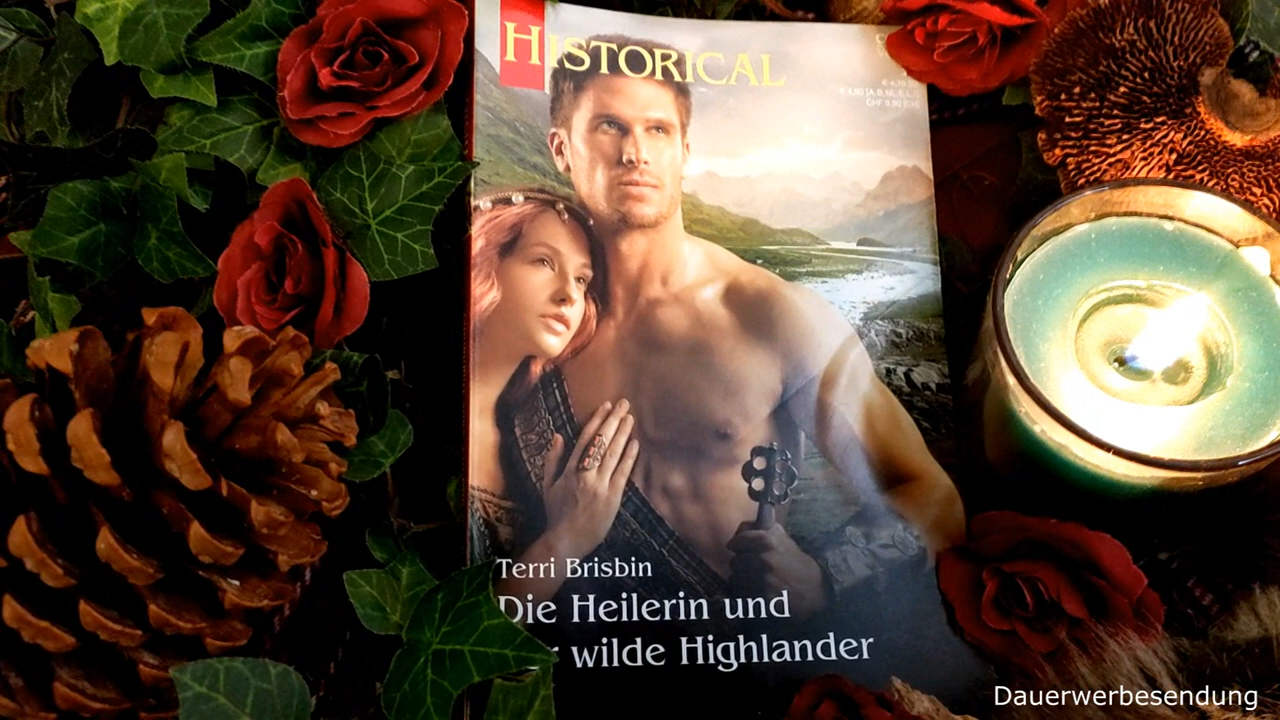 HISTORICAL
Terri Brisbin
Die Heilerin und
wilde Highlander
Dauerwerbesendung